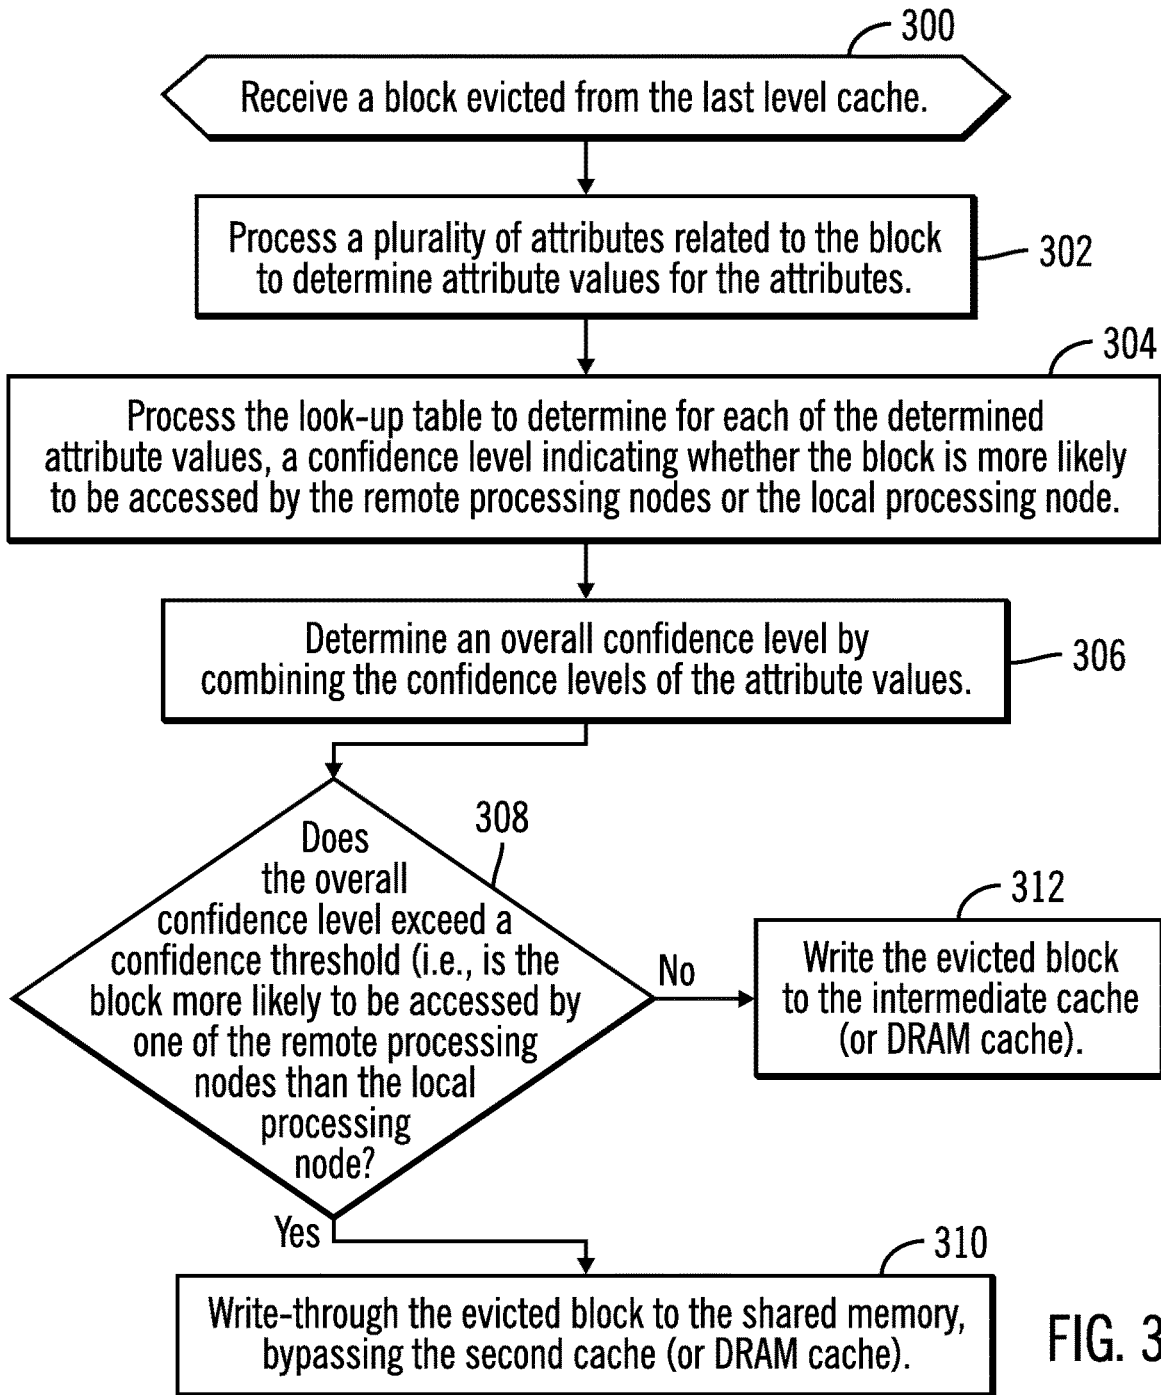 300
Receive a block evicted from the last level cache.
Process a plurality of attributes related to the block
to determine attribute values for the attributes.
302
304
Process the look-up table to determine for each of the determined
attribute values, a confidence level indicating whether the block is more likely
to be accessed by the remote processing nodes or the local processing node.
Determine an overall confidence level by
combining the confidence levels of the attribute values.
306
308
Does
the overall
confidence level exceed a
confidence threshold (i.e., is the
block more likely to be accessed by
one of the remote processing
nodes than the local
processing
node?
No
312
Write the evicted block
to the intermediate cache
(or DRAM cache).
Yes
310
Write-through the evicted block to the shared memory,
bypassing the second cache (or DRAM cache).
FIG. 3